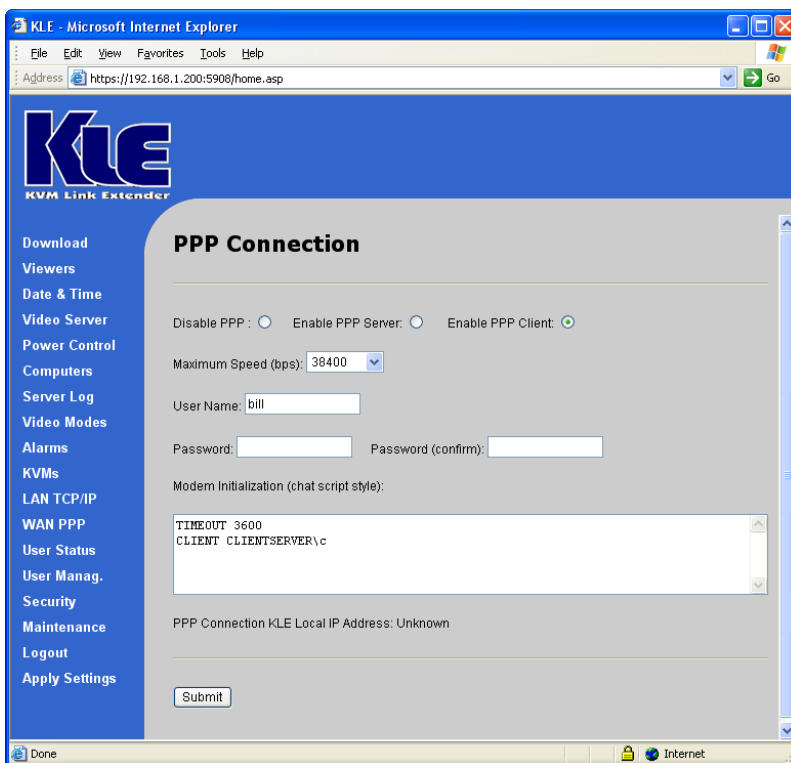 KLE - Microsoft Internet Explorer
File Edit View Favorites Tools Help
Address https://192.168.1.200:5908/home.asp Go
KLE
KVM Link Extender
Download
Viewers
Date & Time
Video Server
Power Control
Computers
Server Log
Video Modes
Alarms
KVMs
LAN TCP/IP
WAN PPP
User Status
User Manag.
Security
Maintenance
Logout
Apply Settings
PPP Connection
Disable PPP : Enable PPP Server: Enable PPP Client:
Maximum Speed (bps): 38400
User Name: bill
Password: Password (confirm):
Modem Initialization (chat script style):
TIMEOUT 3600
CLIENT CLIENTSERVER\c
PPP Connection KLE Local IP Address: Unknown
Submit
Done Internet